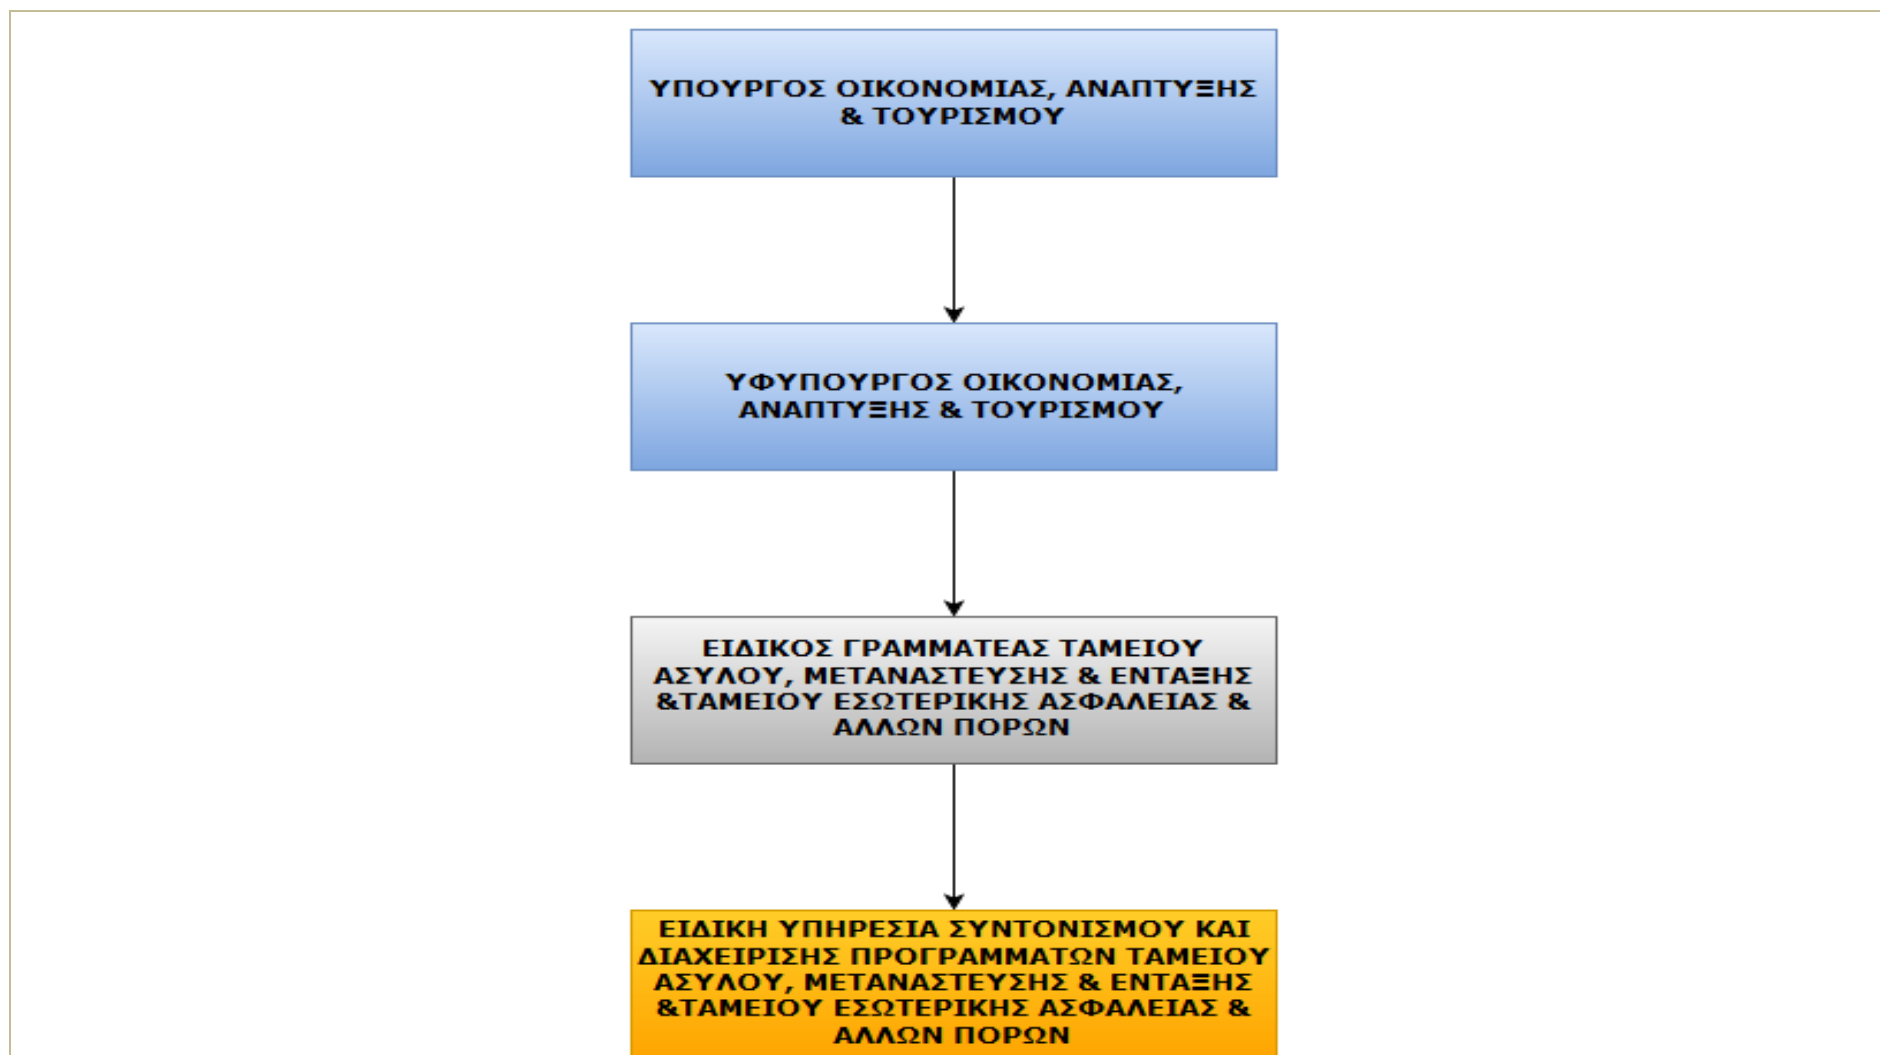 ΥΠΟΥΡΓΟΣ ΟΙΚΟΝΟΜΙΑΣ, ΑΝΑΠΤΥΞΗΣ
& ΤΟΥΡΙΣΜΟΥ
ΥΦΥΠΟΥΡΓΟΣ ΟΙΚΟΝΟΜΙΑΣ,
ΑΝΑΠΤΥΞΗΣ & ΤΟΥΡΙΣΜΟΥ
ΕΙΔΙΚΟΣ ΓΡΑΜΜΑΤΕΑΣ ΤΑΜΕΙΟΥ
ΑΣΥΛΟΥ, ΜΕΤΑΝΑΣΤΕΥΣΗΣ & ΕΝΤΑΞΗΣ
&ΤΑΜΕΙΟΥ ΕΣΩΤΕΡΙΚΗΣ ΑΣΦΑΛΕΙΑΣ &
ΑΛΛΩΝ ΠΟΡΩΝ
ΕΙΔΙΚΗ ΥΠΗΡΕΣΙΑ ΣΥΝΤΟΝΙΣΜΟΥ ΚΑΙ
ΔΙΑΧΕΙΡΙΣΗΣ ΠΡΟΓΡΑΜΜΑΤΩΝ ΤΑΜΕΙΟΥ
ΑΣΥΛΟΥ, ΜΕΤΑΝΑΣΤΕΥΣΗΣ & ΕΝΤΑΞΗΣ
&ΤΑΜΕΙΟΥ ΕΣΩΤΕΡΙΚΗΣ ΑΣΦΑΛΕΙΑΣ &
ΑΛΛΩΝ ΠΟΡΩΝ